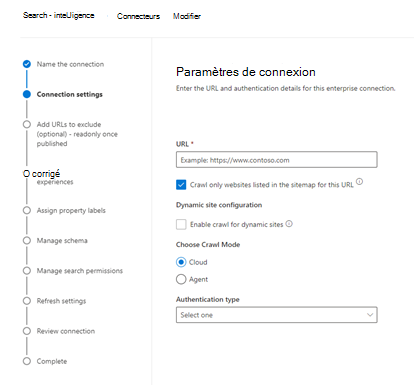 Search - inteUigence Connecteurs Modifier
Name the connection
Connection settings
Add URLs to exclude
(optional) - readonly once
published
O corrigé
experiences
Assign property labels
Manage schema
Manage search permissions
Refresh settings
Review connection
Complete
Paramètres de connexion
Enter the URL and authentication details for this enterprise connection.
URL *
Example: https://www.contoso.com
Crawl only websites listed in the sitemap for this URL
Dynamic site configuration
Enable crawl for dynamic sites
Choose Crawl Mode
Cloud
Agent
Authentication type
Select one